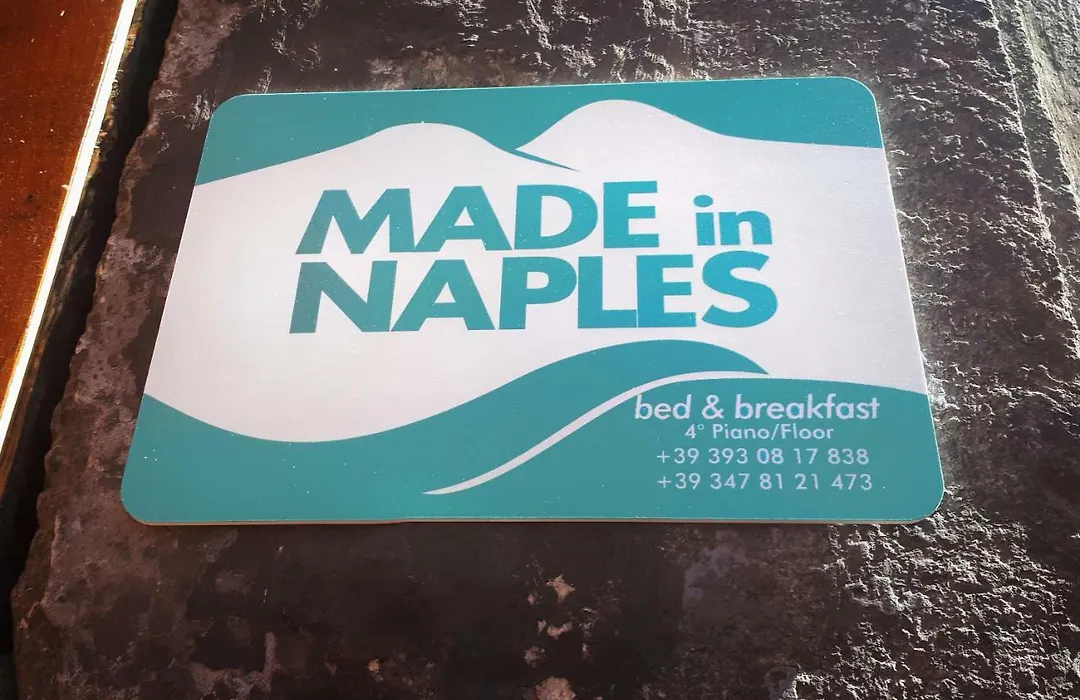 MADE in
NAPLES
bed & breakfast
4° Piano/Floor
+39 393 08 17 838
+39 347 81 21 473